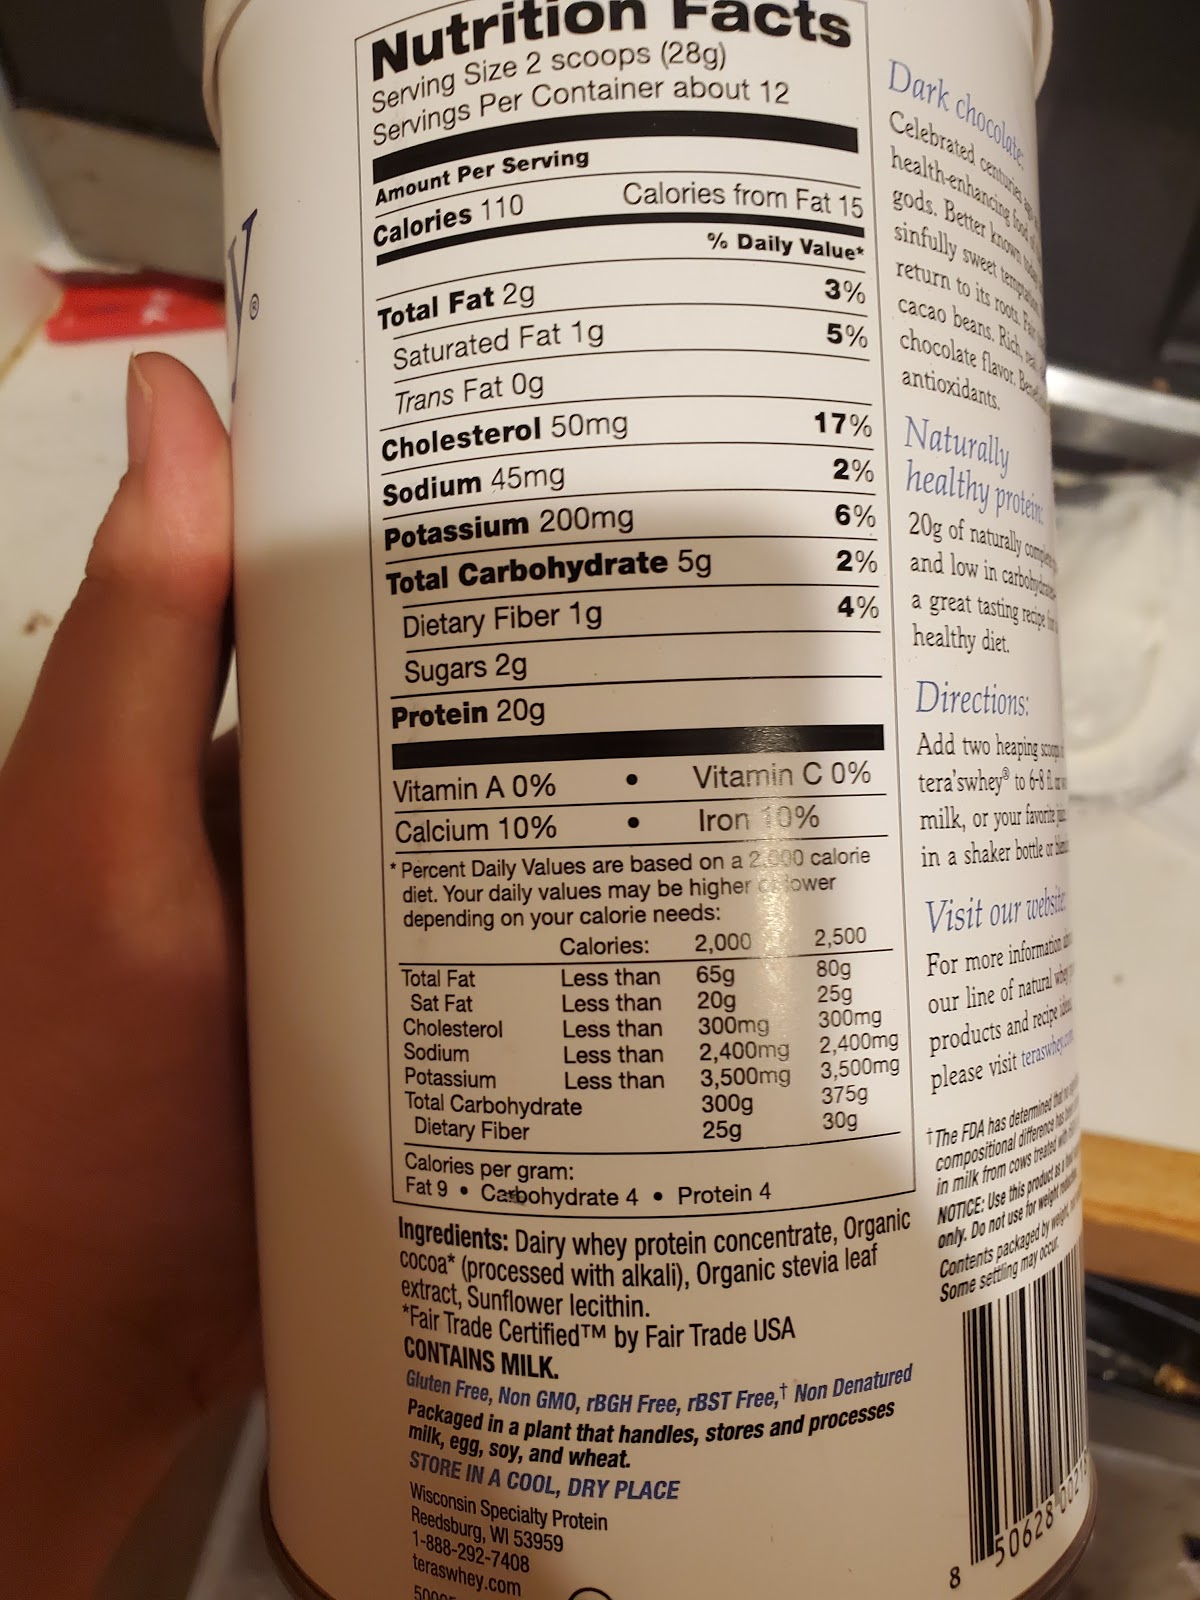 y®
Nutrition Facts
Serving Size 2 scoops (28g)
Servings Per Container about 12
Amount Per Serving
Calories 110 Calories from Fat 15
% Daily Value*
Total Fat 2g 3%
Saturated Fat 1g 5%
Trans Fat 0g
Cholesterol 50mg 17%
Sodium 45mg 2%
Potassium 200mg 6%
Total Carbohydrate 5g 2%
Dietary Fiber 1g 4%
Sugars 2g
Protein 20g
Vitamin A 0% • Vitamin C 0%
Calcium 10% • Iron 10%
* Percent Daily Values are based on a 2,000 calorie
diet. Your daily values may be higher or lower
depending on your calorie needs:
Calories: 2,000 2,500
Total Fat Less than 65g 80g
Sat Fat Less than 20g 25g
Cholesterol Less than 300mg 300mg
Sodium Less than 2,400mg 2,400mg
Potassium Less than 3,500mg 3,500mg
Total Carbohydrate 300g 375g
Dietary Fiber 25g 30g
Calories per gram:
Fat 9 • Carbohydrate 4 • Protein 4
Ingredients: Dairy whey protein concentrate, Organic
cocoa* (processed with alkali), Organic stevia leaf
extract, Sunflower lecithin.
*Fair Trade Certified™ by Fair Trade USA
CONTAINS MILK.
Gluten Free, Non GMO, rBGH Free, rBST Free,† Non Denatured
Packaged in a plant that handles, stores and processes
milk, egg, soy, and wheat.
STORE IN A COOL, DRY PLACE
Wisconsin Specialty Protein
Reedsburg, WI 53959
1-888-292-7408
teraswhey.com
Dark chocolate:
Celebrated centuries
health-enhancing food
gods. Better known
sinfully sweet
return to its roots.
cacao beans. Rich,
chocolate flavor.
antioxidants.
Naturally
healthy protein:
20g of naturally
and low in
a great tasting recipe
healthy diet.
Directions:
Add two heaping
tera'swhey® to 6-8 fl
milk, or your favorite
in a shaker bottle or
Visit our website:
For more information
our line of natural whey
products and recipe
please visit
†The FDA has determined that no
compositional difference has
in milk from cows treated with
NOTICE: Use this product as a
only. Do not use for weight
Contents packaged by weight,
Some settling may occur.
8 50628